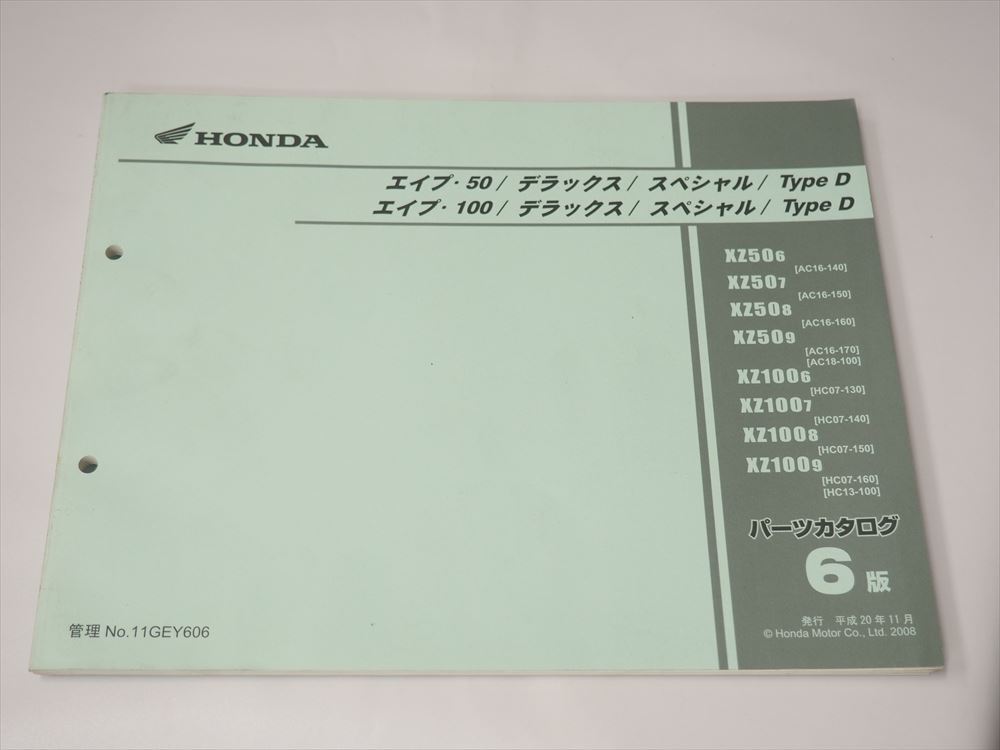 HONDA
エイプ・50/ デラックス/ スペシャル/ Type D
エイプ・100/ デラックス/ スペシャル/ Type D
XZ506
[AC16-140]
XZ507
[AC16-150]
XZ508
[AC16-160]
XZ509
[AC16-170]
[AC18-100]
XZ1006
[HC07-130]
XZ1007
[HC07-140]
XZ1008
[HC07-150]
XZ1009
[HC07-160]
[HC13-100]
パーツカタログ
6版
発行 平成20年11月
© Honda Motor Co., Ltd. 2008
管理 No.11GEY606